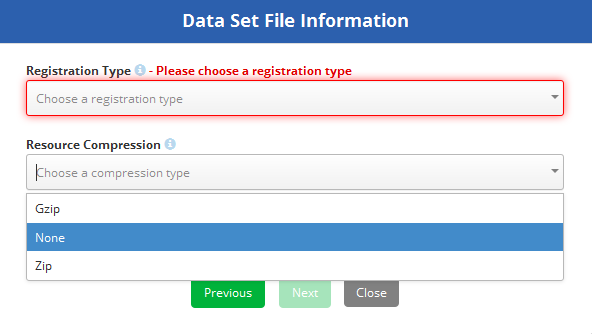 Data Set File Information
Registration Type - Please choose a registration type
Choose a registration type
Resource Compression
Choose a compression type
Gzip
None
Zip
Previous Next Close